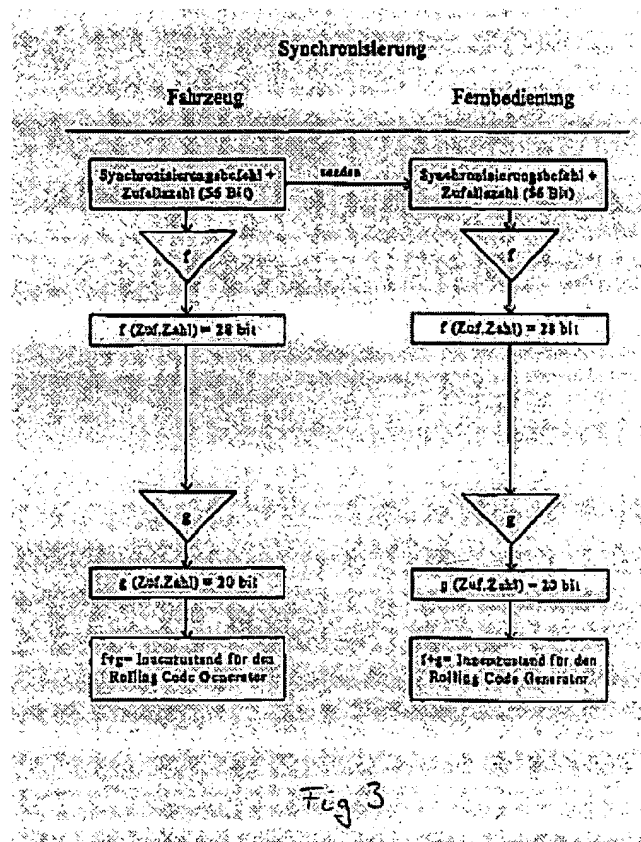 Synchronisierung
Fahrzeug
Fernbedienung
Synchronisierungsbefehl +
Zufallszahl (56 Bit)
senden
Synchronisierungsbefehl +
Zufallszahl (56 Bit)
f
f
f (Zuf.Zahl) = 28 bit
f (Zuf.Zahl) = 28 bit
g
g
g (Zuf.Zahl) = 20 bit
g (Zuf.Zahl) = 20 bit
f+g= Innenzustand für den
Rolling Code Generator
f+g= Innenzustand für den
Rolling Code Generator
Fig 3